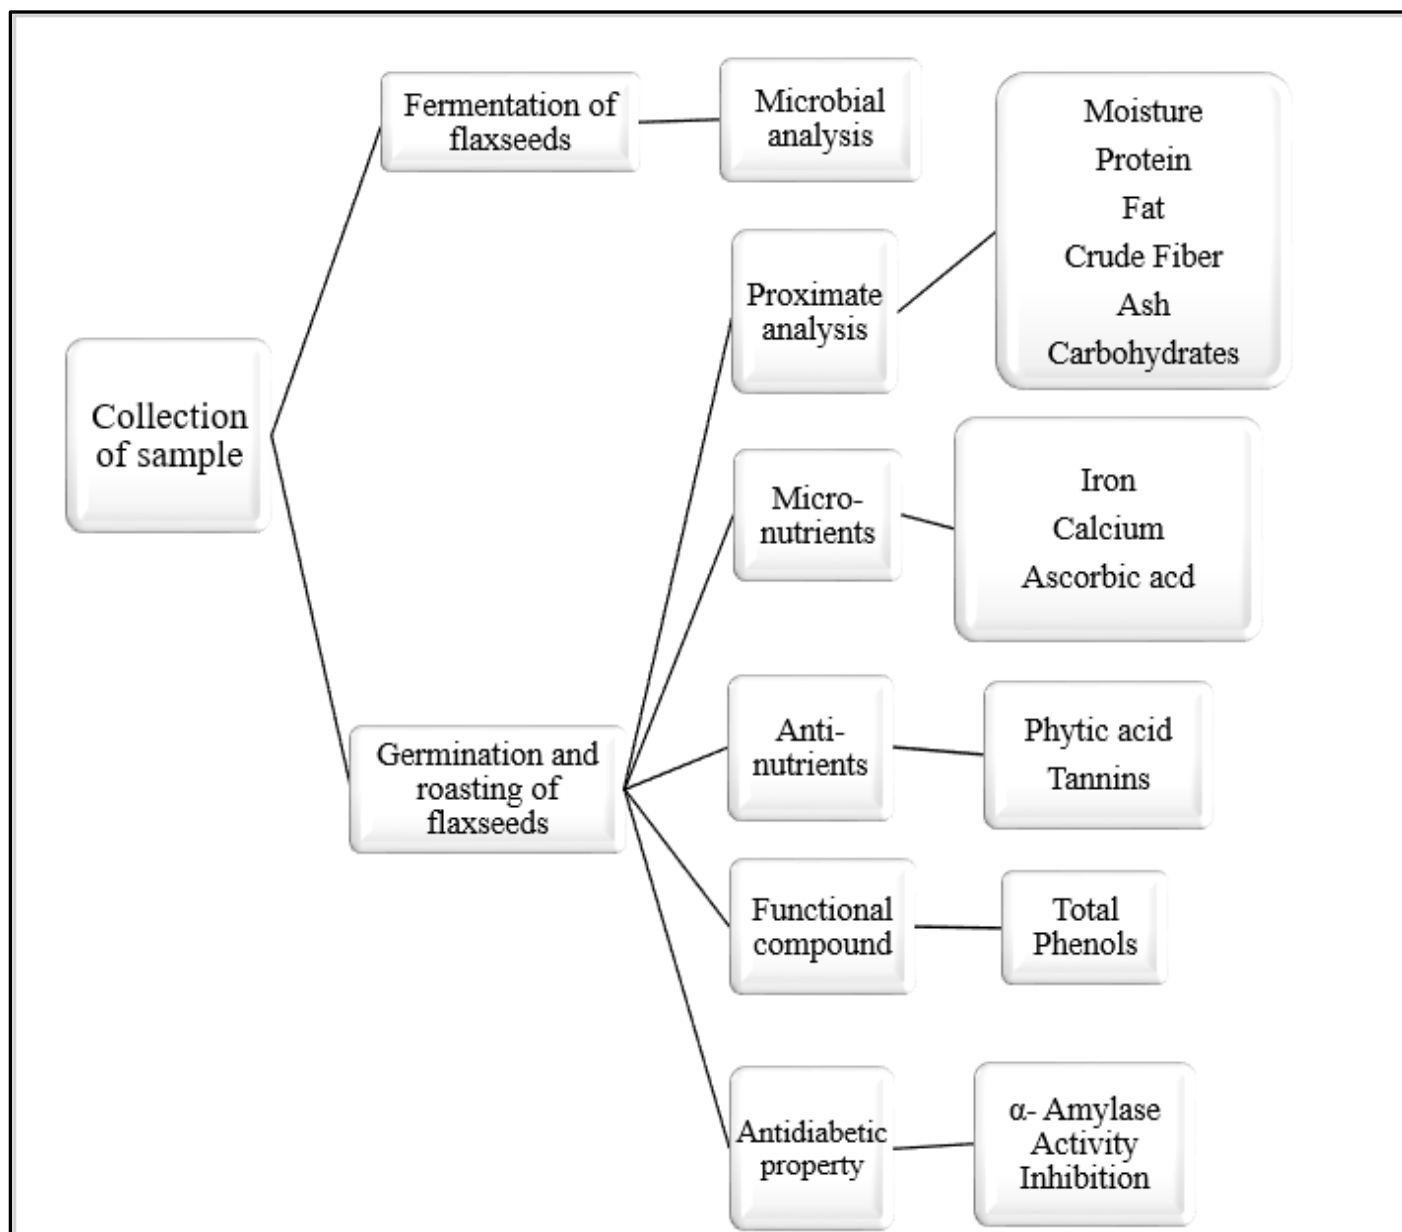 Collection
of sample
Fermentation of
flaxseeds
Microbial
analysis
Germination and
roasting of
flaxseeds
Proximate
analysis
Moisture
Protein
Fat
Crude Fiber
Ash
Carbohydrates
Micro-
nutrients
Iron
Calcium
Ascorbic acd
Anti-
nutrients
Phytic acid
Tannins
Functional
compound
Total
Phenols
Antidiabetic
property
α- Amylase
Activity
Inhibition